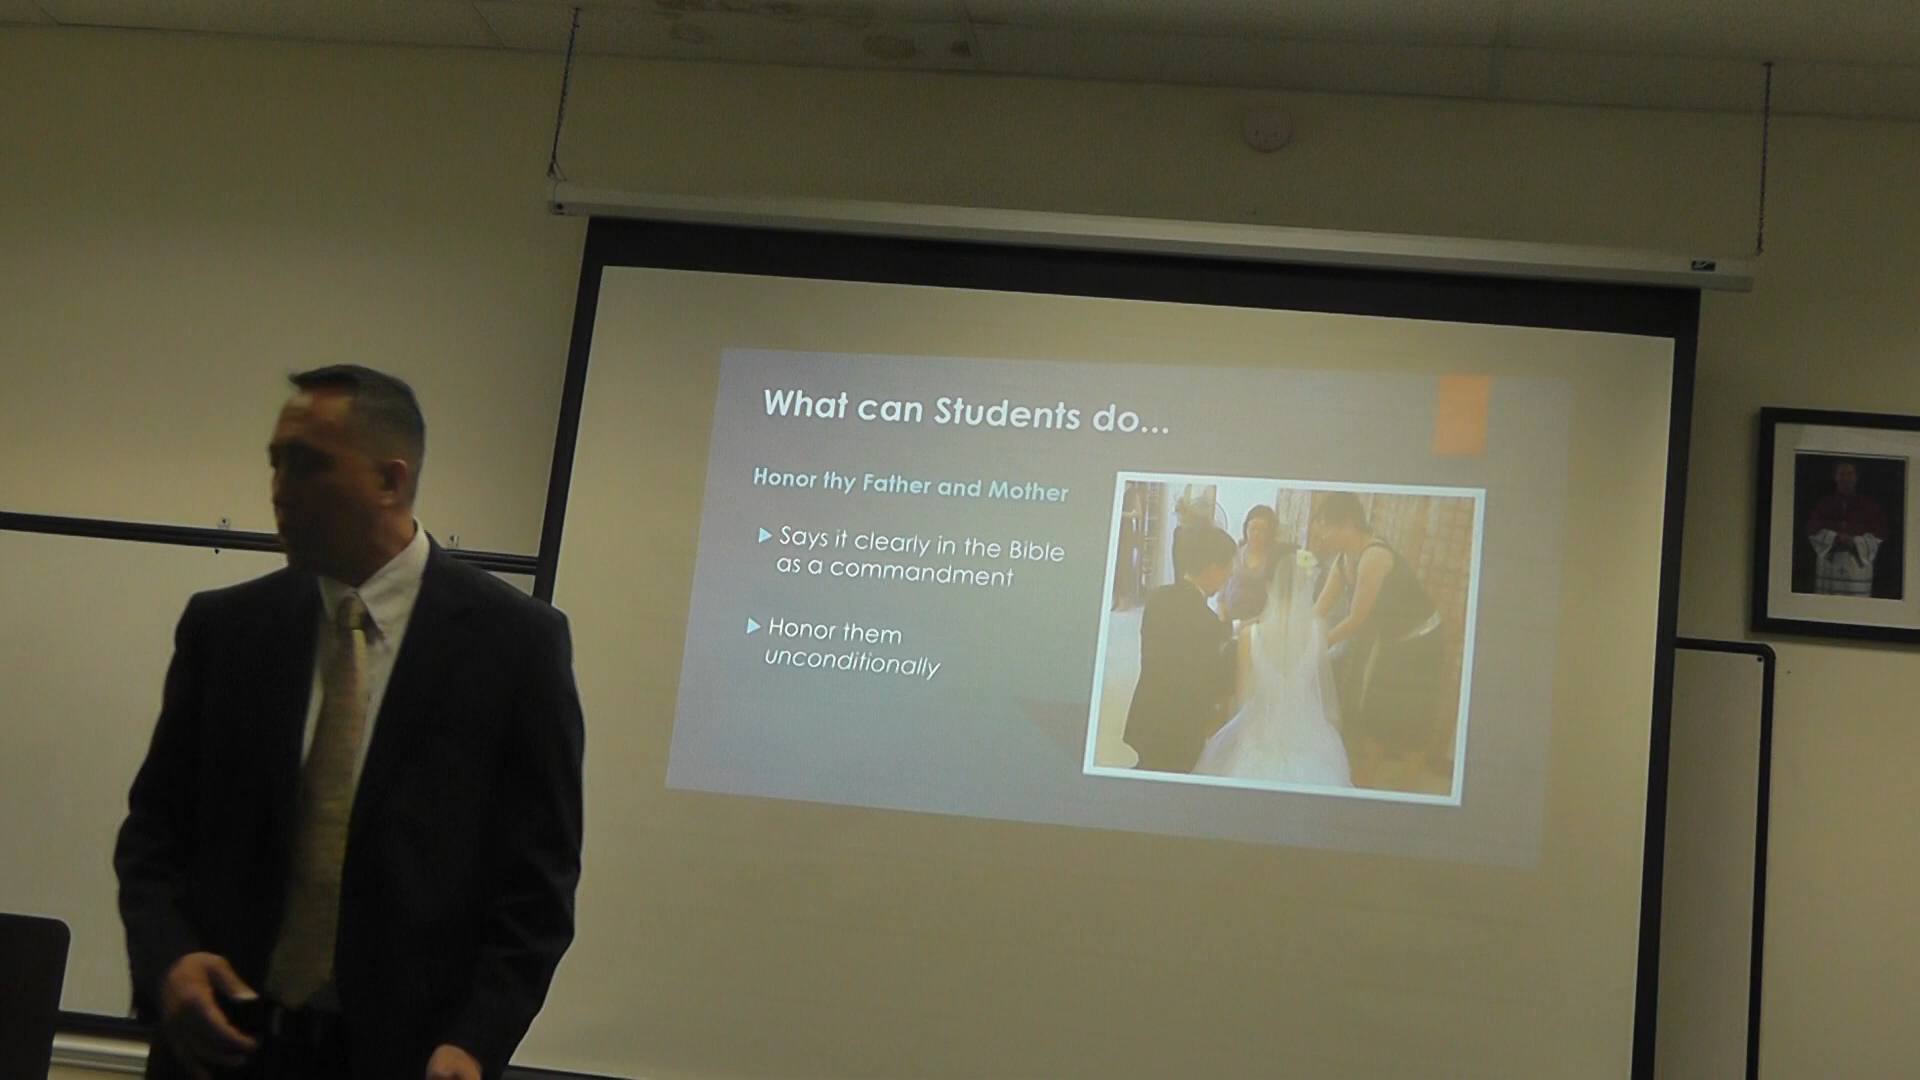 What can Students do...
Honor thy Father and Mother
Says it clearly in the Bible
as a commandment
Honor them
unconditionally